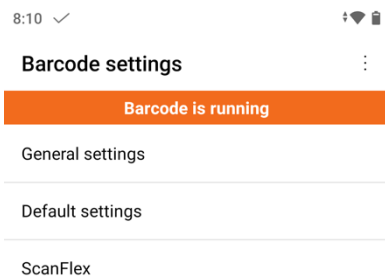 8:10
Barcode settings
Barcode is running
General settings
Default settings
ScanFlex